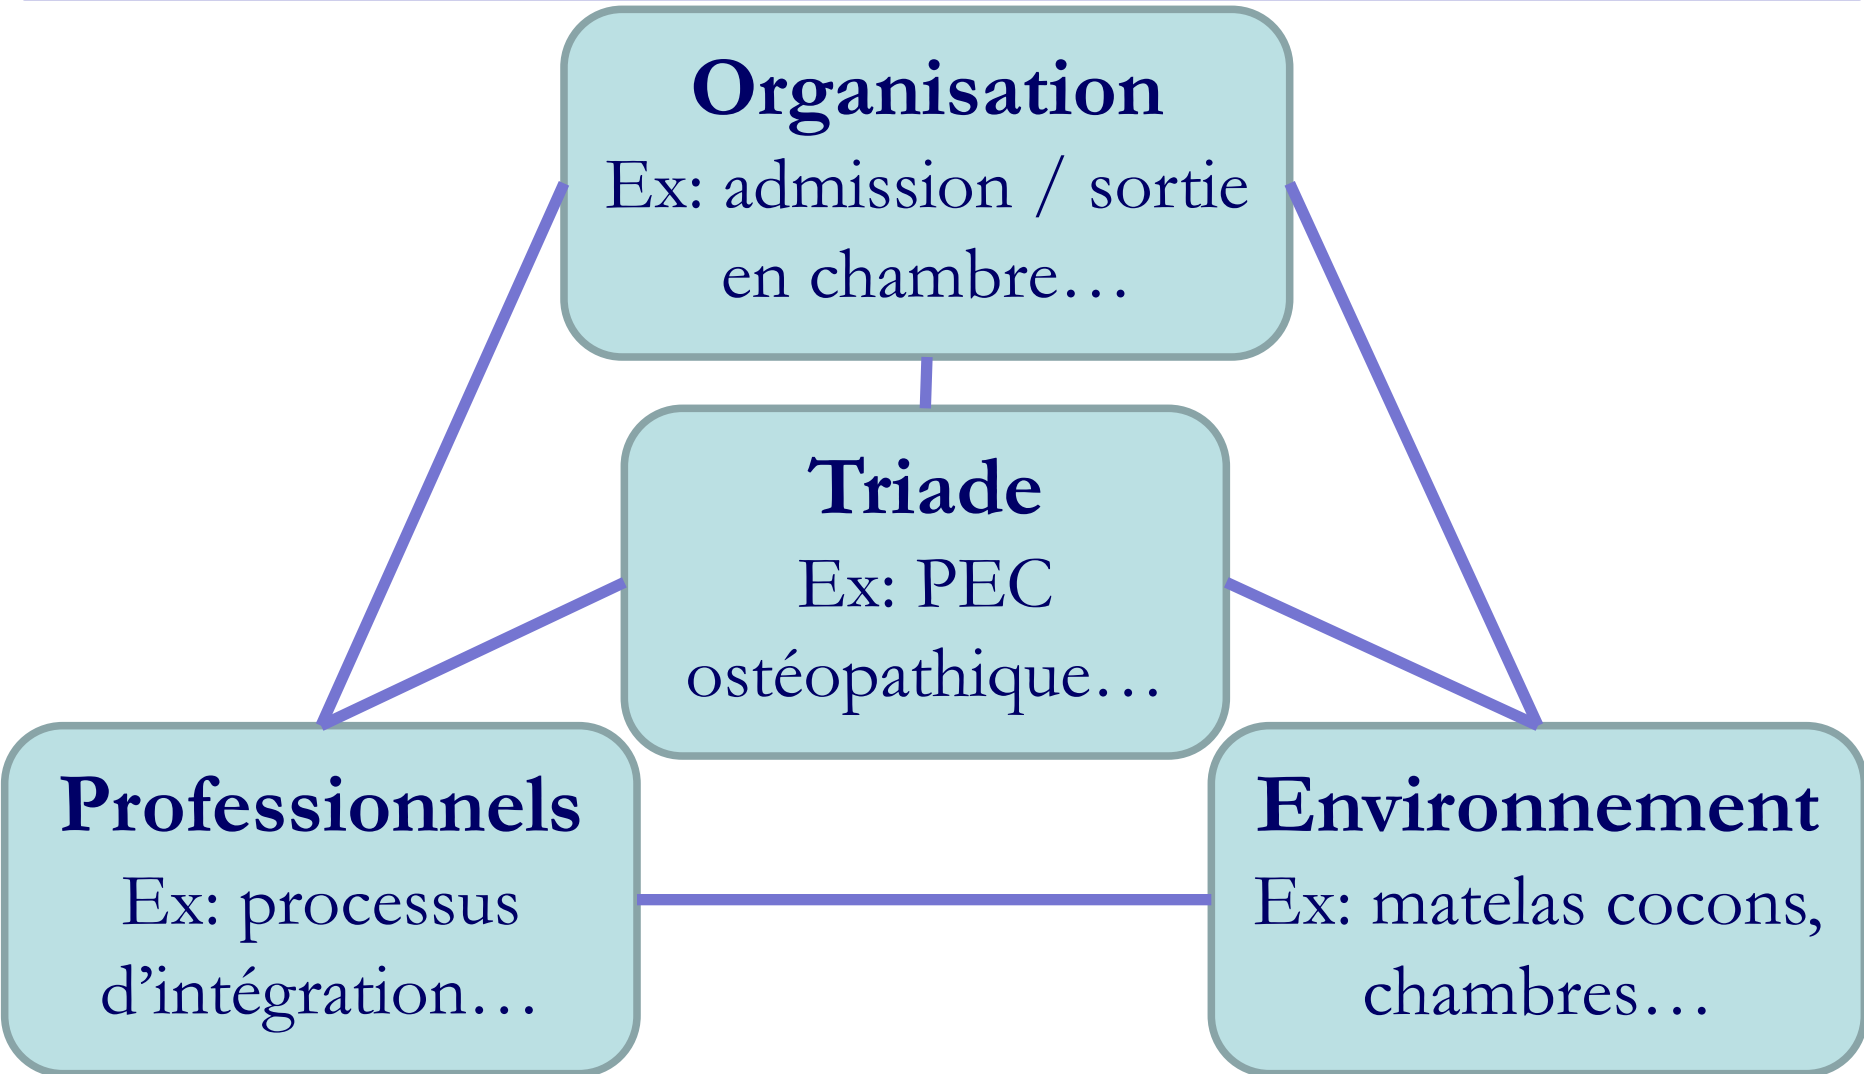 Organisation
Ex: admission / sortie
en chambre…
Triade
Ex: PEC
ostéopathique…
Professionnels
Ex: processus
d’intégration…
Environnement
Ex: matelas cocons,
chambres…